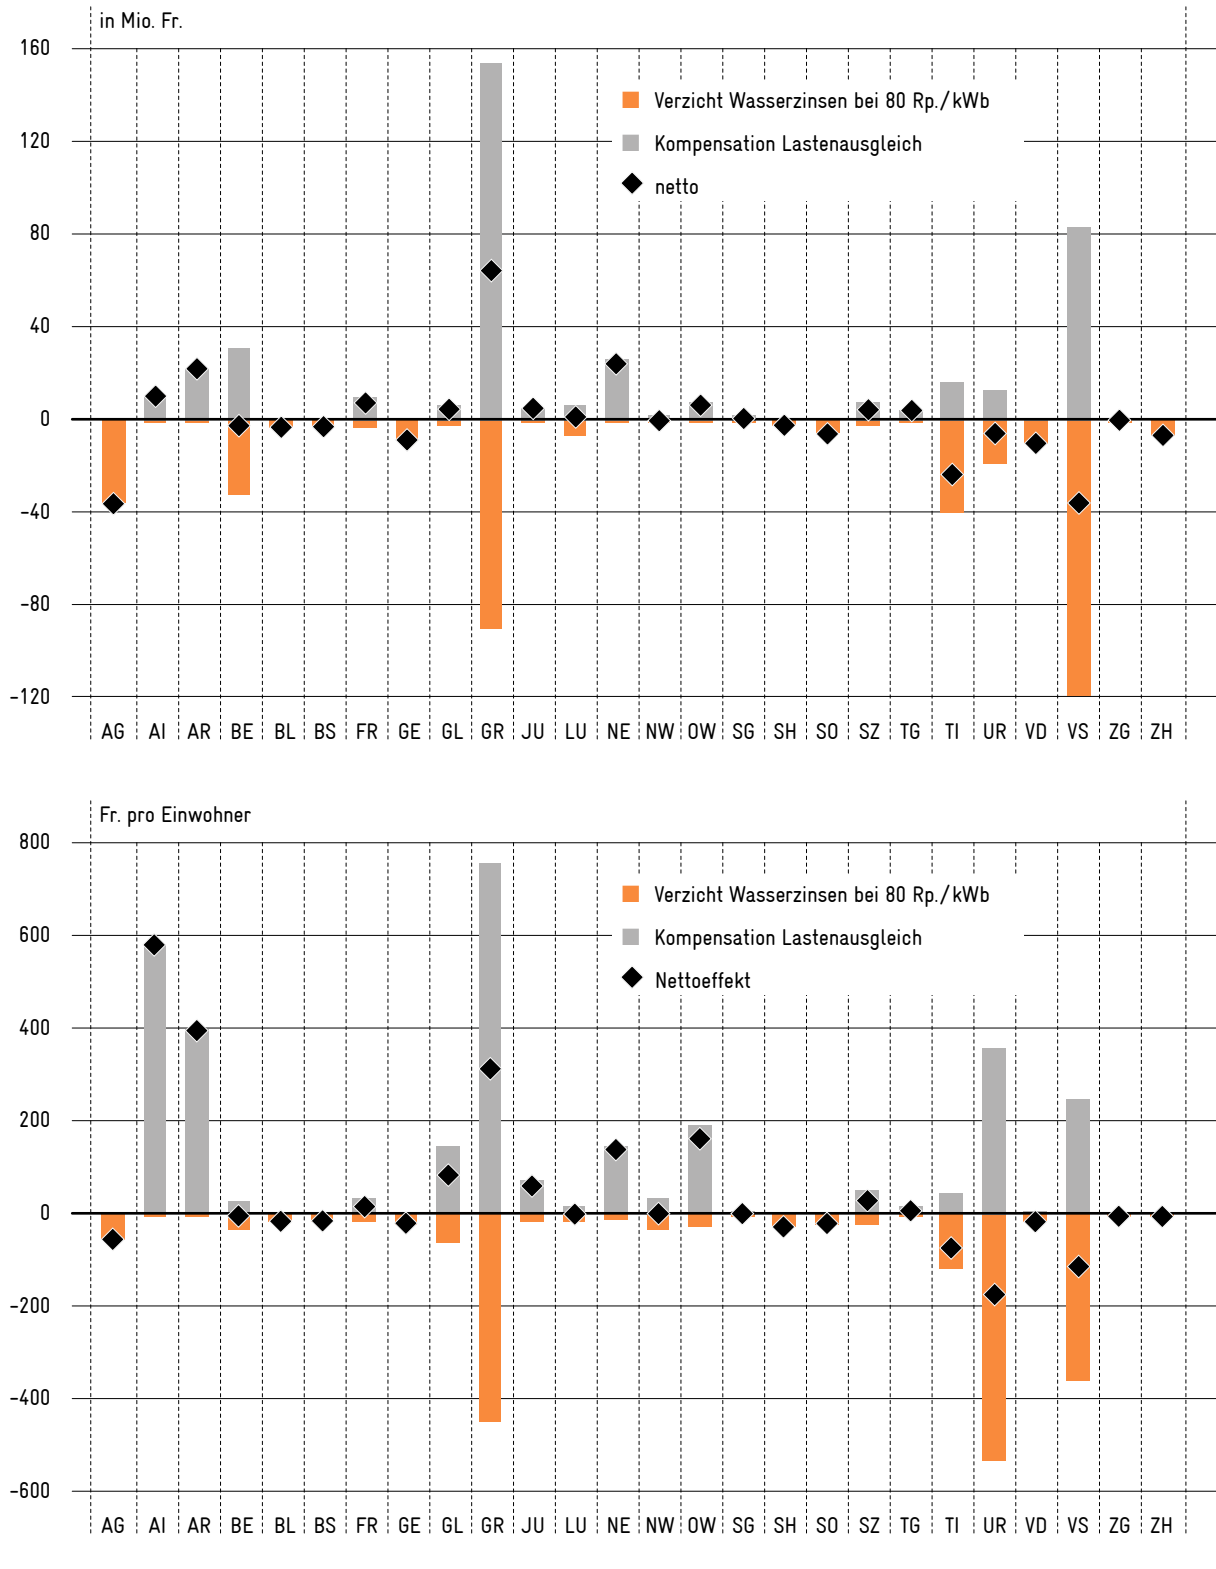 in Mio. Fr.
160
Verzicht Wasserzinsen bei 80 Rp./kWb
120
Kompensation Lastenausgleich
netto
80
40
0
-40
-80
-120
AG AI AR BE BL BS FR GE GL GR JU LU NE NW OW SG SH SO SZ TG TI UR VD VS ZG ZH
Fr. pro Einwohner
800
Verzicht Wasserzinsen bei 80 Rp./kWb
600
Kompensation Lastenausgleich
Nettoeffekt
400
200
0
-200
-400
-600
AG AI AR BE BL BS FR GE GL GR JU LU NE NW OW SG SH SO SZ TG TI UR VD VS ZG ZH